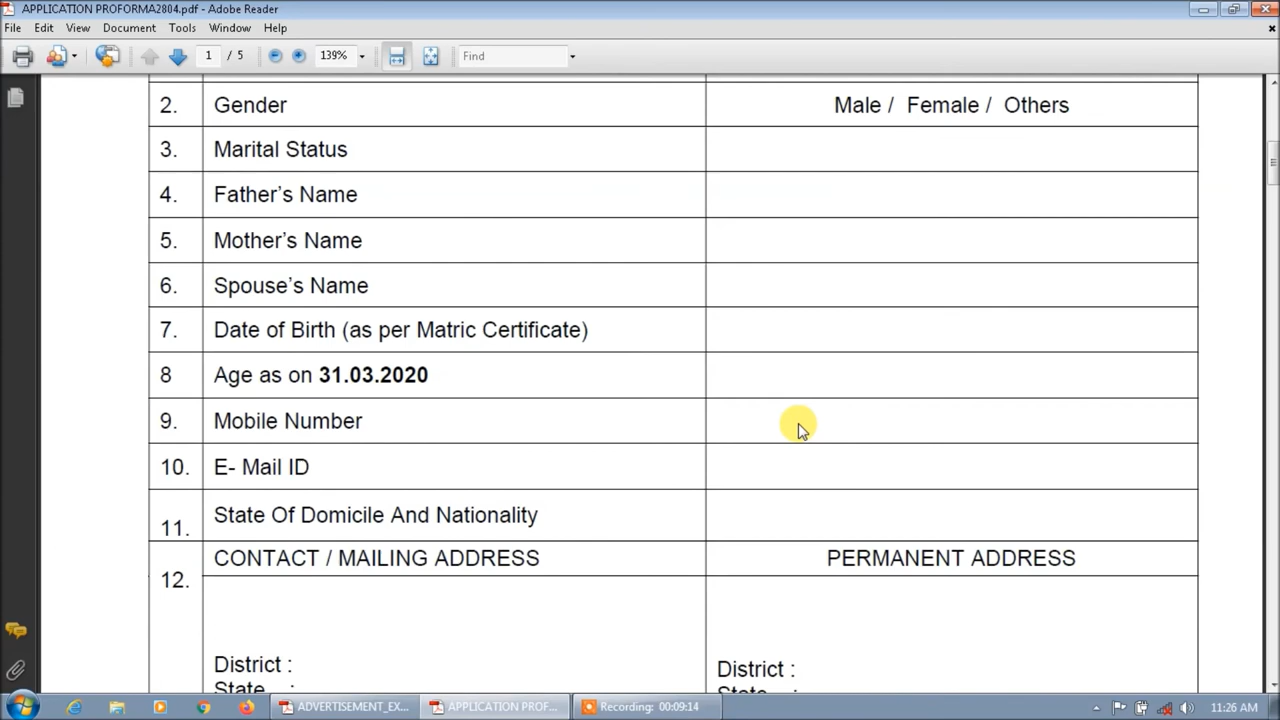 APPLICATION PROFORMA2804.pdf - Adobe Reader
File Edit View Document Tools Window Help
1 / 5 139% Find
2. Gender Male / Female / Others
3. Marital Status
4. Father’s Name
5. Mother’s Name
6. Spouse’s Name
7. Date of Birth (as per Matric Certificate)
8 Age as on 31.03.2020
9. Mobile Number
10. E- Mail ID
11. State Of Domicile And Nationality
12. CONTACT / MAILING ADDRESS PERMANENT ADDRESS
District : District :
State : State :
ADVERTISEMENT_EX... APPLICATION PROF... Recording: 00:09:14 11:26 AM